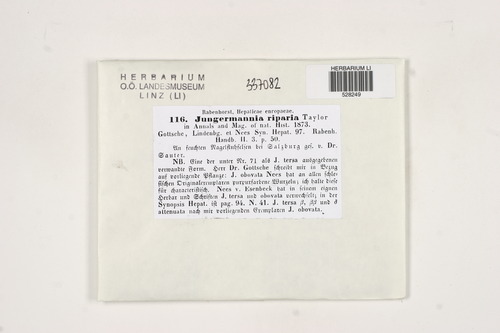 HERBARIUM
O.Ö. LANDESMUSEUM
LINZ (LI)
337082
HERBARIUM LI
528249
Rabenhorst, Hepaticae europaeae.
116. Jungermannia riparia Taylor
in Annals and Mag. of nat. Hist. 1873.
Gottsche, Lindenbg. et Nees Syn. Hepat. 97. Rabenh.
Handb. II. 3. p. 50.
An feuchten Nagelfluhfelsen bei Salzburg ges. v. Dr.
Sauter.
NB. Eine der unter Nr. 71 als J. tersa ausgegebenen
verwandte Form. Herr Dr. Gottsche schreibt mir in Bezug
auf vorliegende Pflanze: J. obovata Nees hat an allen schle-
sischen Originalexemplaren purpurfarbene Wurzeln; ich halte dies
für characteristisch. Nees v. Esenbeck hat in seinem eignen
Herbar und Schriften J. tersa und obovata verwechselt; in der
Synopsis Hepat. ist pag. 94. N. 41. J. tersa β, β β und δ
attenuata nach mir vorliegenden Exemplaren J. obovata.